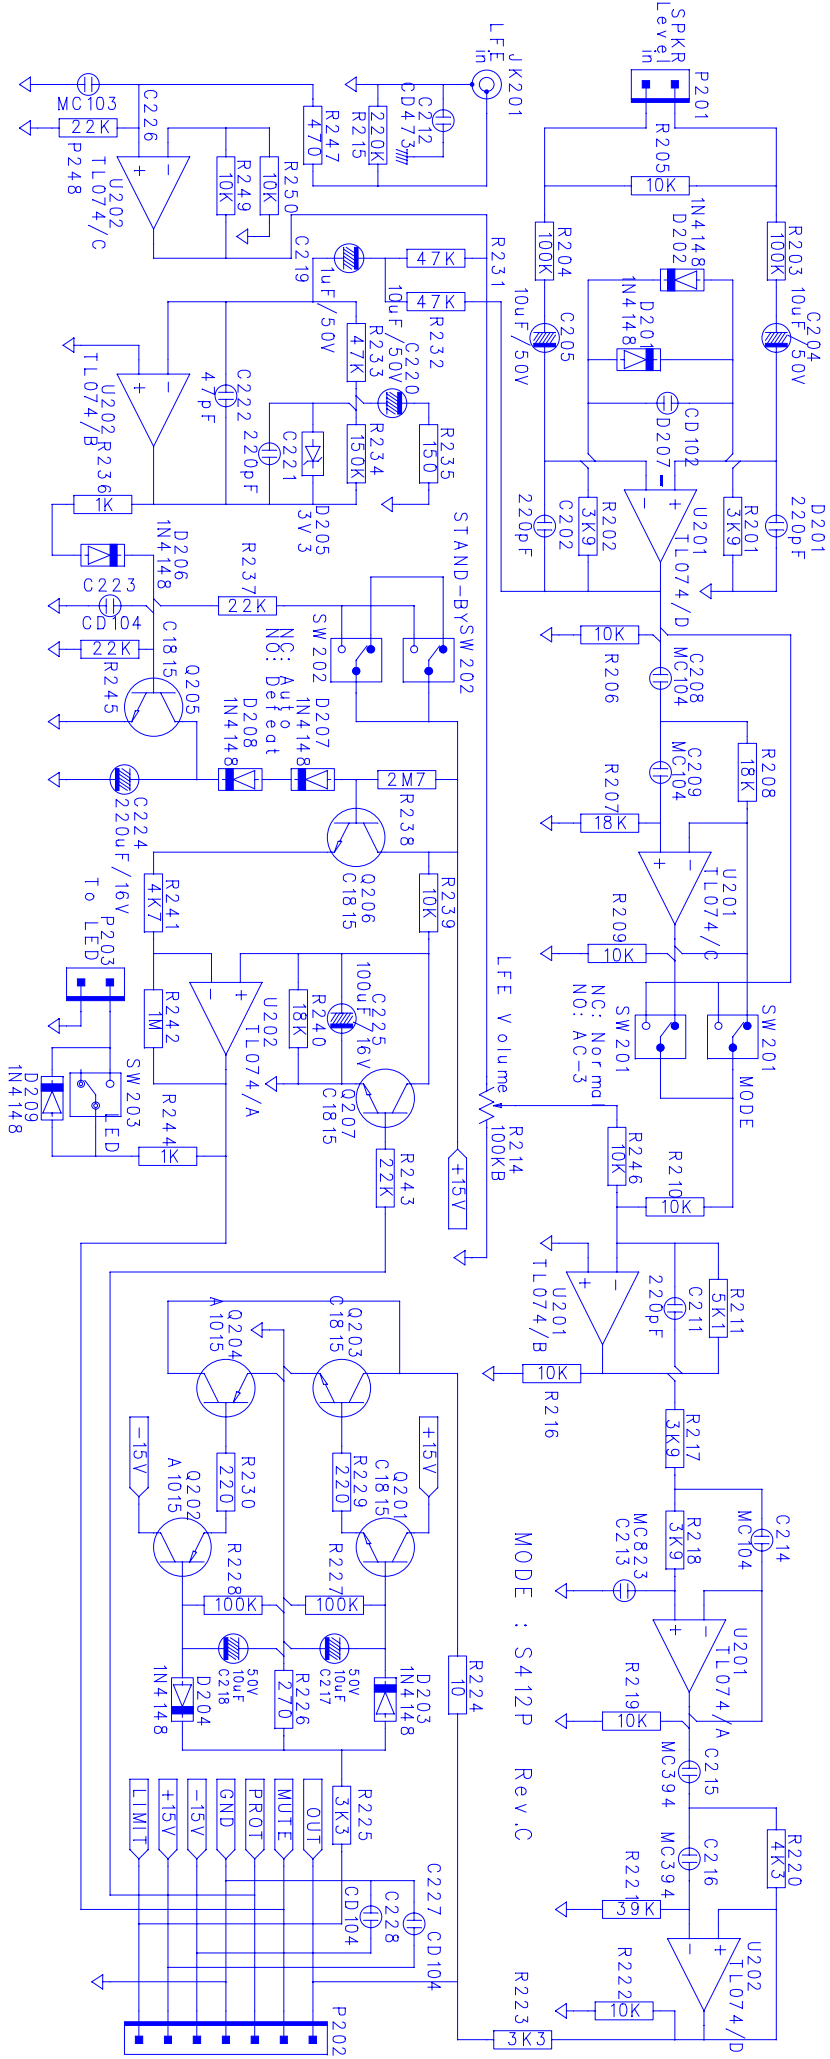 SPKR
Level
in
P201
R205
10K
1N4148
D202
R203
100K
R204
100K
C204
10uF/50V
C205
10uF/50V
D201
1N4148
CD102
D207
D201
220pF
R201
3K9
U201
TL074/D
R202
3K9
C202
220pF
R206
10K
C208
MC104
C209
MC104
R208
18K
R207
18K
U201
TL074/C
R209
10K
NC: Normal
NO: AC-3
SW201
SW201
MODE
R246
10K
R210
10K
U201
TL074/B
C211
220pF
R211
5K1
R216
10K
R217
3K9
C214
MC104
R218
3K9
MC823
C213
U201
TL074/A
R219
10K
C215
MC394
R220
4K3
C216
MC394
R221
39K
U202
TL074/D
R222
10K
R223
3K3
MODE : S412P Rev.C
JK201
LFE
in
C212
CD473
R215
220K
R247
470
C226
MC103
22K
P248
U202
TL074/C
R249
10K
R250
10K
R231
47K
R232
47K
C219
1uF/50V
R233
47K
C220
10uF/50V
R235
150
R234
150K
D205
3V3
C221
220pF
C222
47pF
U202
TL074/B
R236
1K
D206
1N4148
C223
CD104
R237
22K
STAND-BY
SW202
SW202
NC: Auto
NO: Defeat
R245
22K
Q205
C1815
D207
1N4148
D208
1N4148
C224
220uF/16V
R238
2M7
Q206
C1815
R239
10K
R241
4K7
R242
1M
U202
TL074/A
R240
18K
C225
100uF/16V
Q207
C1815
R243
22K
P203
To LED
D209
1N4148
SW203
LED
R244
1K
LFE Volume
R214
100KB
+15V
Q203
C1815
Q204
A1015
R229
220
R230
220
Q201
C1815
+15V
-15V
Q202
A1015
R227
100K
R228
100K
50V
10uF
C217
50V
10uF
C218
D203
1N4148
D204
1N4148
R226
270
R224
10
R225
3K3
OUT
MUTE
PROT
GND
-15V
+15V
LIMIT
C227 CD104
C228
CD104
P202